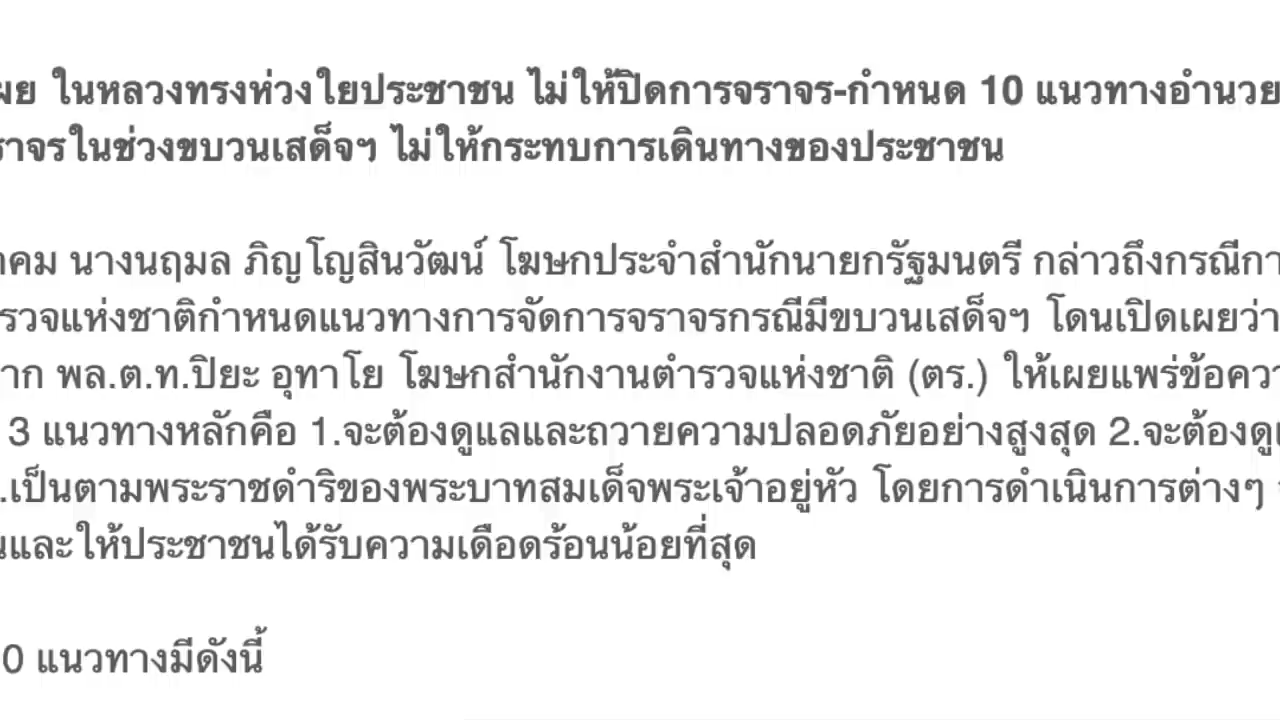 ผย ในหลวงทรงห่วงใยประชาชน ไม่ให้ปิดการจราจร-กำหนด 10 แนวทางอำนวย
ราจรในช่วงขบวนเสด็จฯ ไม่ให้กระทบการเดินทางของประชาชน
าคม นางนฤมล ภิญโญสินวัฒน์ โฆษกประจำสำนักนายกรัฐมนตรี กล่าวถึงกรณีกา
รวจแห่งชาติกำหนดแนวทางการจัดการจราจรกรณีมีขบวนเสด็จฯ โดนเปิดเผยว่า
าก พล.ต.ท.ปิยะ อุทาโย โฆษกสำนักงานตำรวจแห่งชาติ (ตร.) ให้เผยแพร่ข้อควา
3 แนวทางหลักคือ 1.จะต้องดูแลและถวายความปลอดภัยอย่างสูงสุด 2.จะต้องดูแ
.เป็นตามพระราชดำริของพระบาทสมเด็จพระเจ้าอยู่หัว โดยการดำเนินการต่างๆ
และให้ประชาชนได้รับความเดือดร้อนน้อยที่สุด
0 แนวทางมีดังนี้